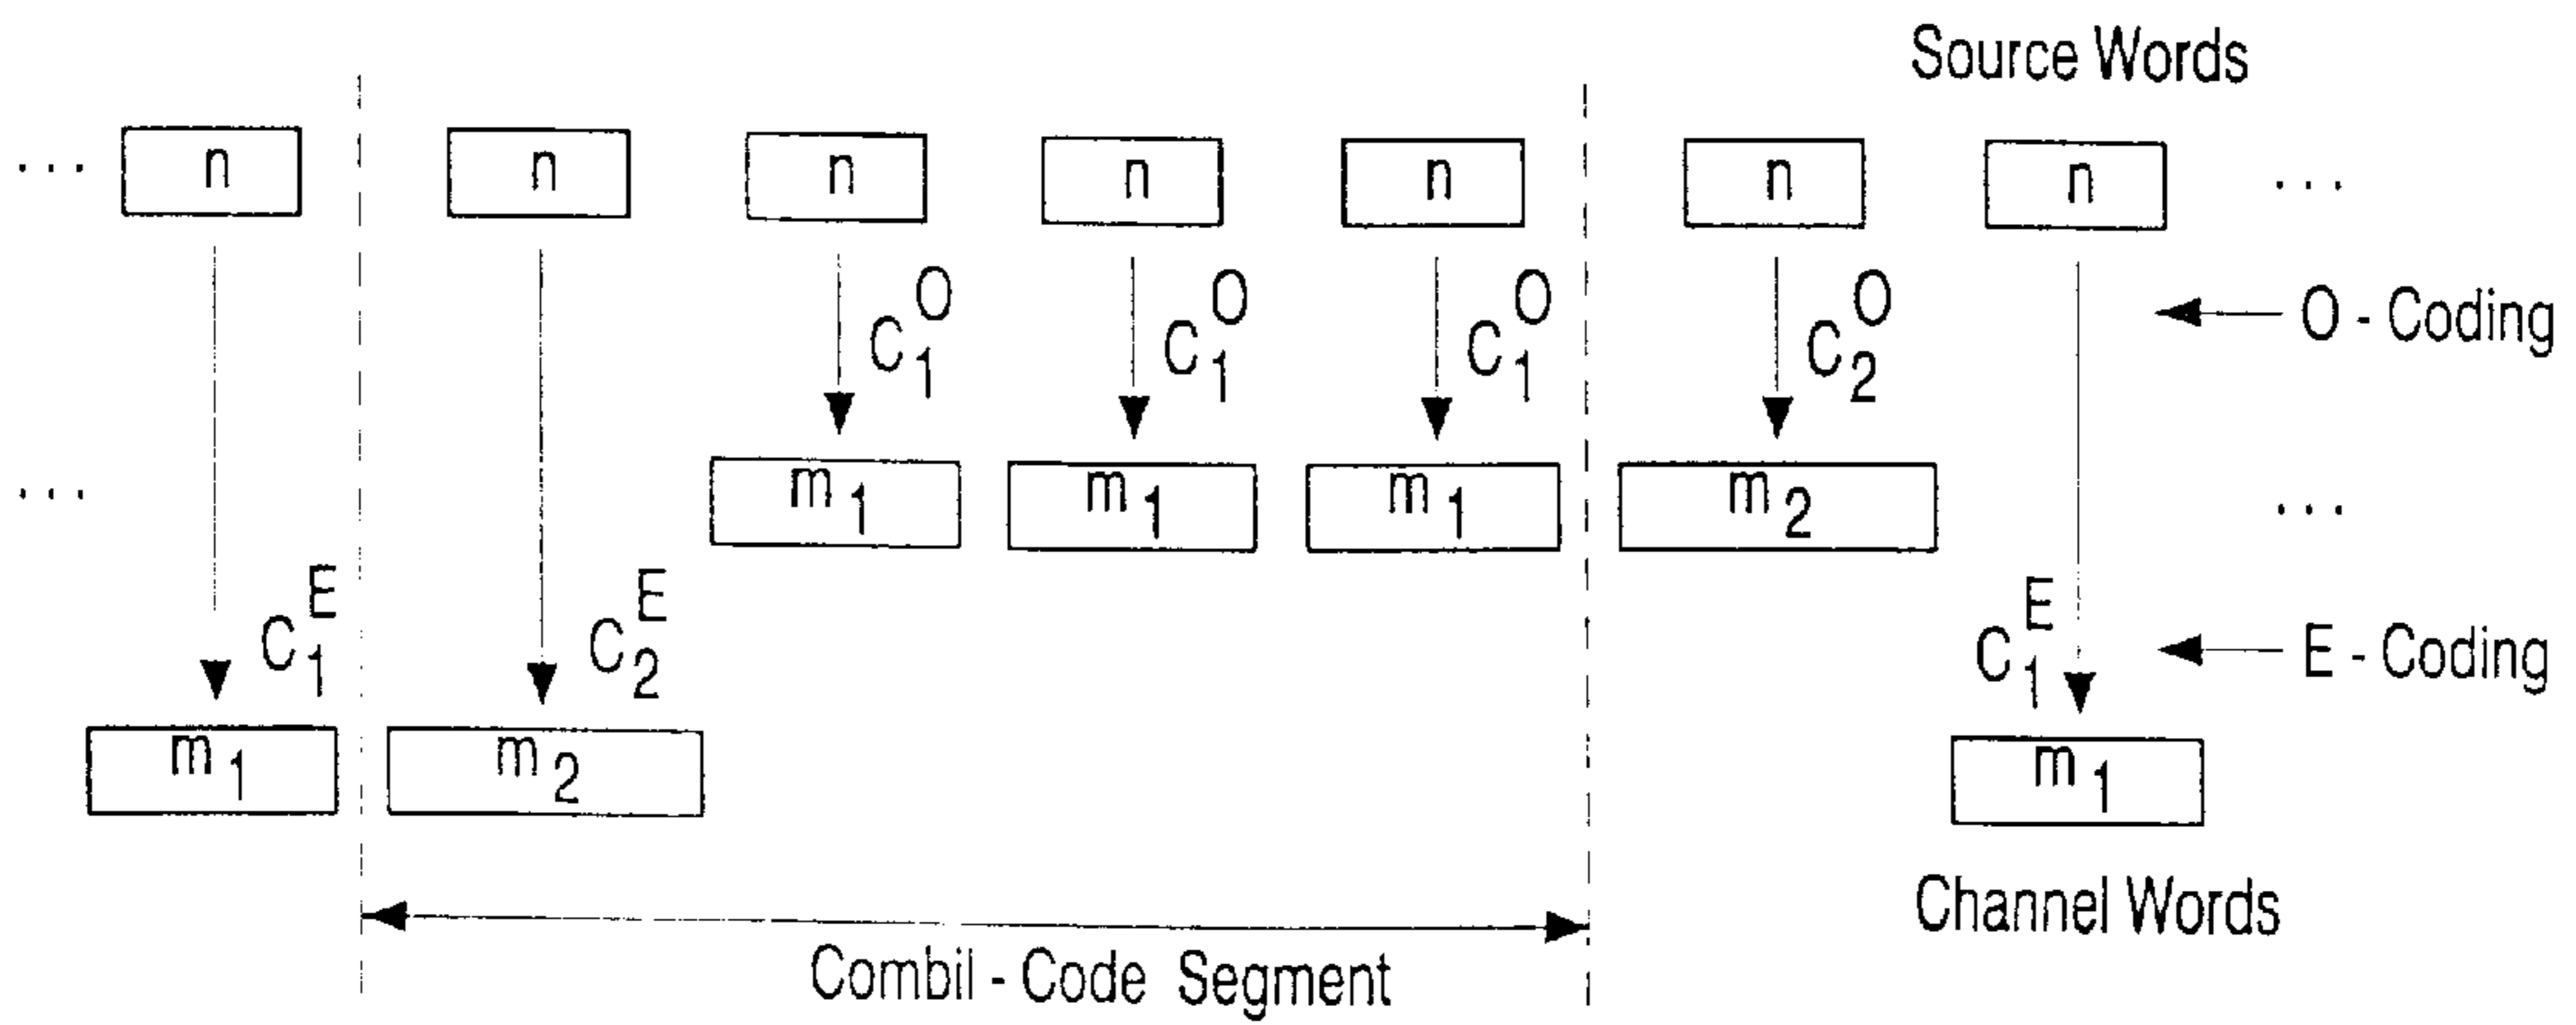 Source Words
... n n n n n n n ...
C₁ᴼ C₁ᴼ C₁ᴼ C₂ᴼ O - Coding
... m₁ m₁ m₁ m₂ ...
C₁ᴱ C₂ᴱ C₁ᴱ E - Coding
m₁ m₂ m₁
Channel Words
Combil - Code Segment